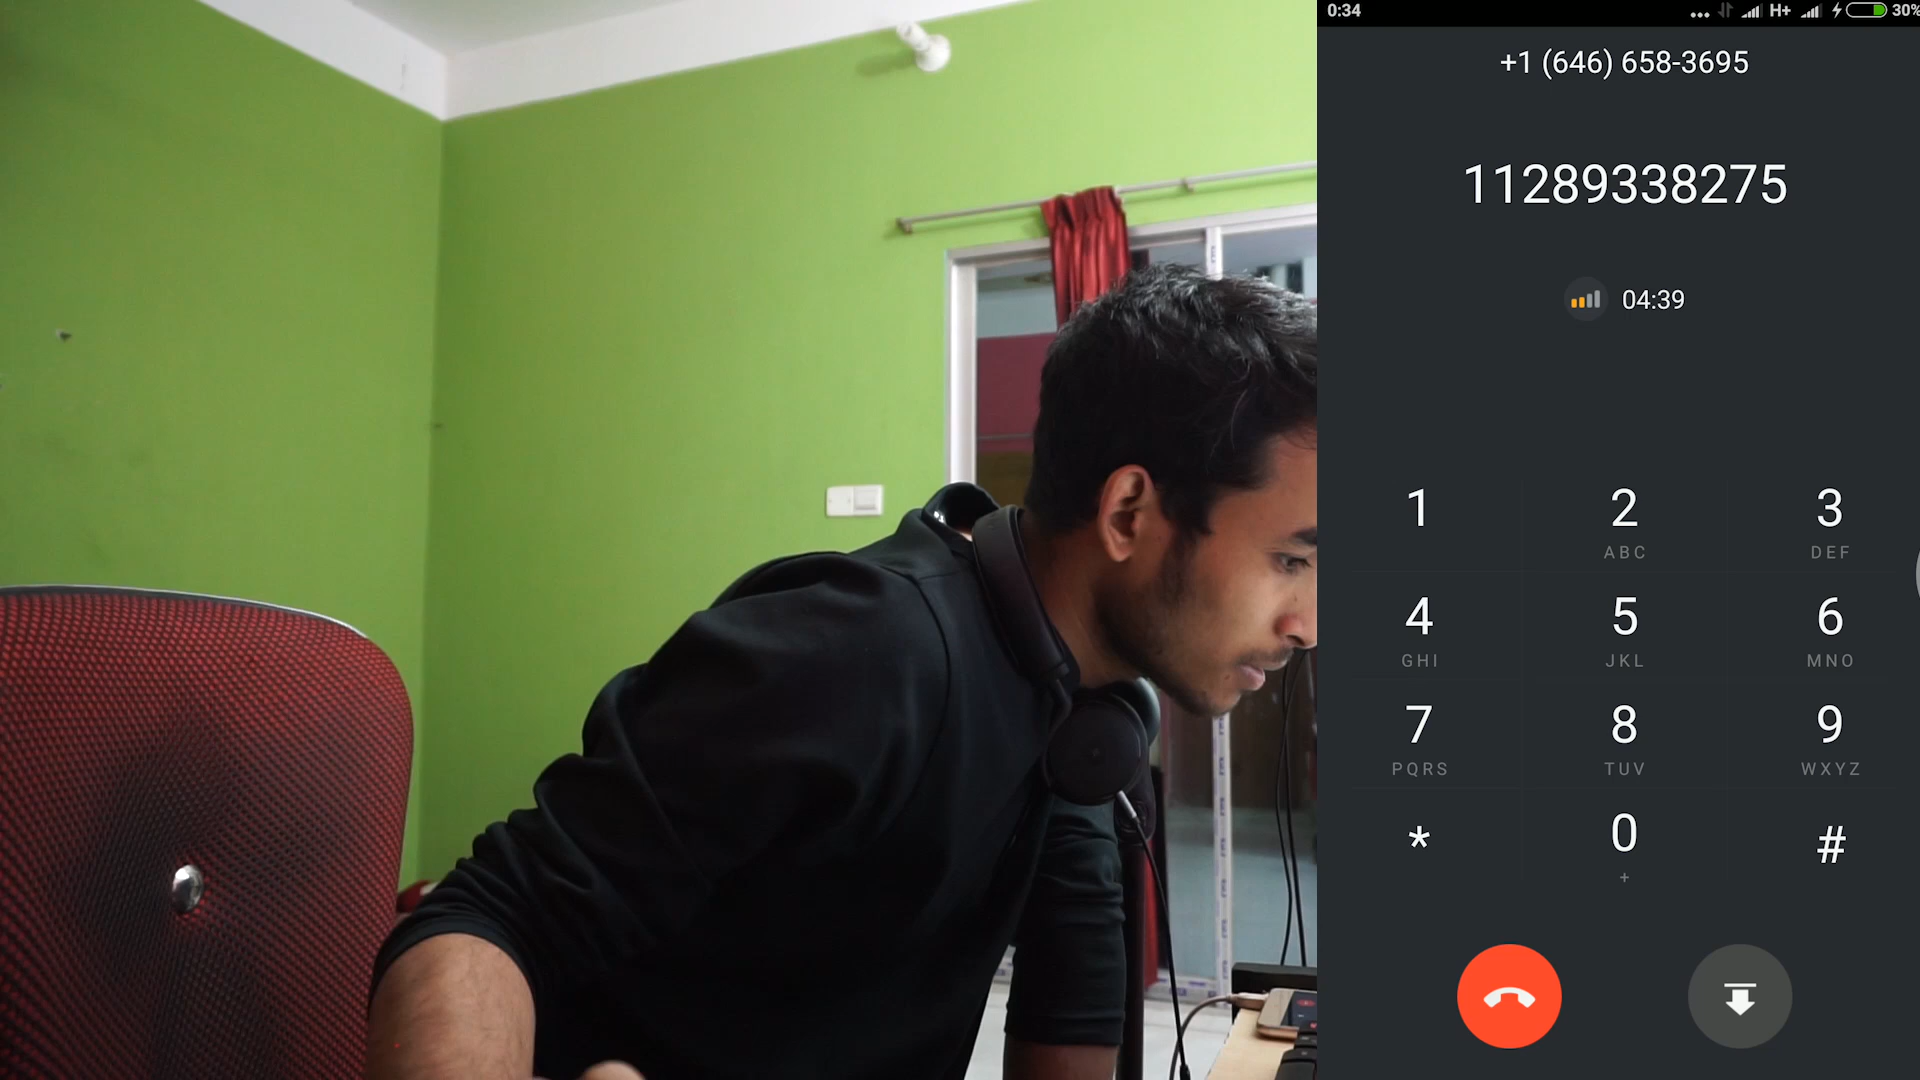 0:34 ... H+ 30%
+1 (646) 658-3695
11289338275
04:39
1 2 3
ABC DEF
4 5 6
GHI JKL MNO
7 8 9
PQRS TUV WXYZ
* 0 #
+